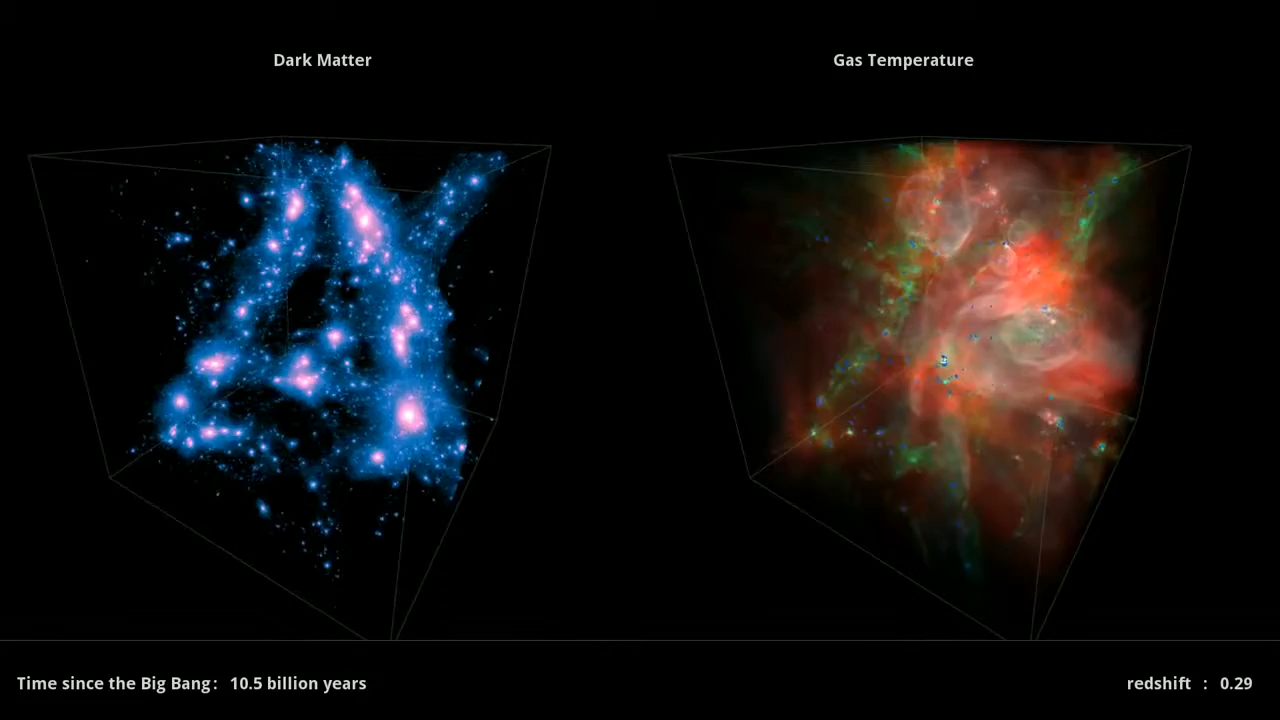 Dark Matter
Gas Temperature
Time since the Big Bang: 10.5 billion years
redshift : 0.29